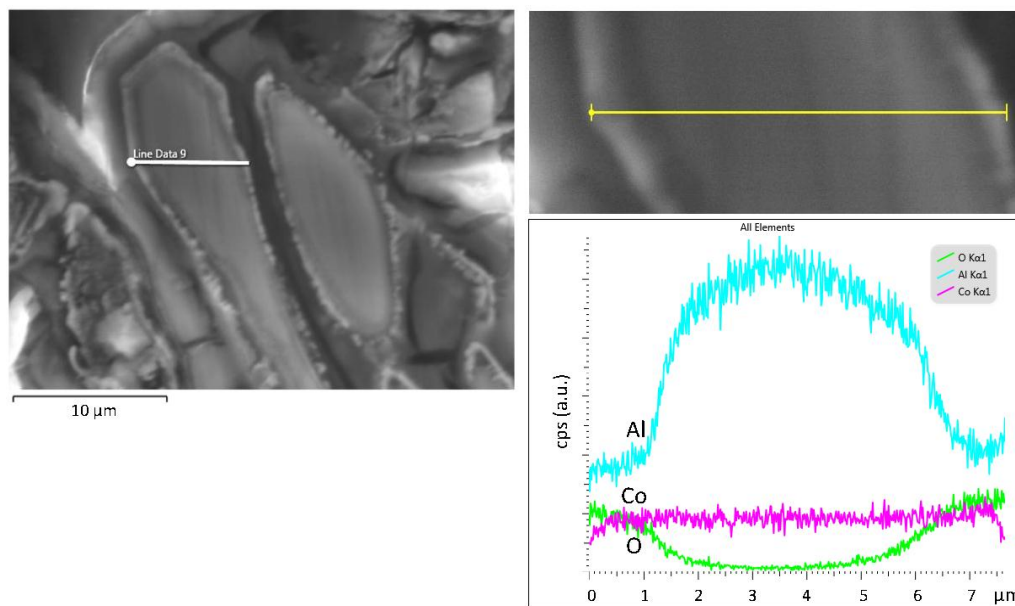 Line Data 9
10 µm
All Elements
O Kα1
Al Kα1
Co Kα1
cps (a.u.)
Al
Co
O
0 1 2 3 4 5 6 7 µm